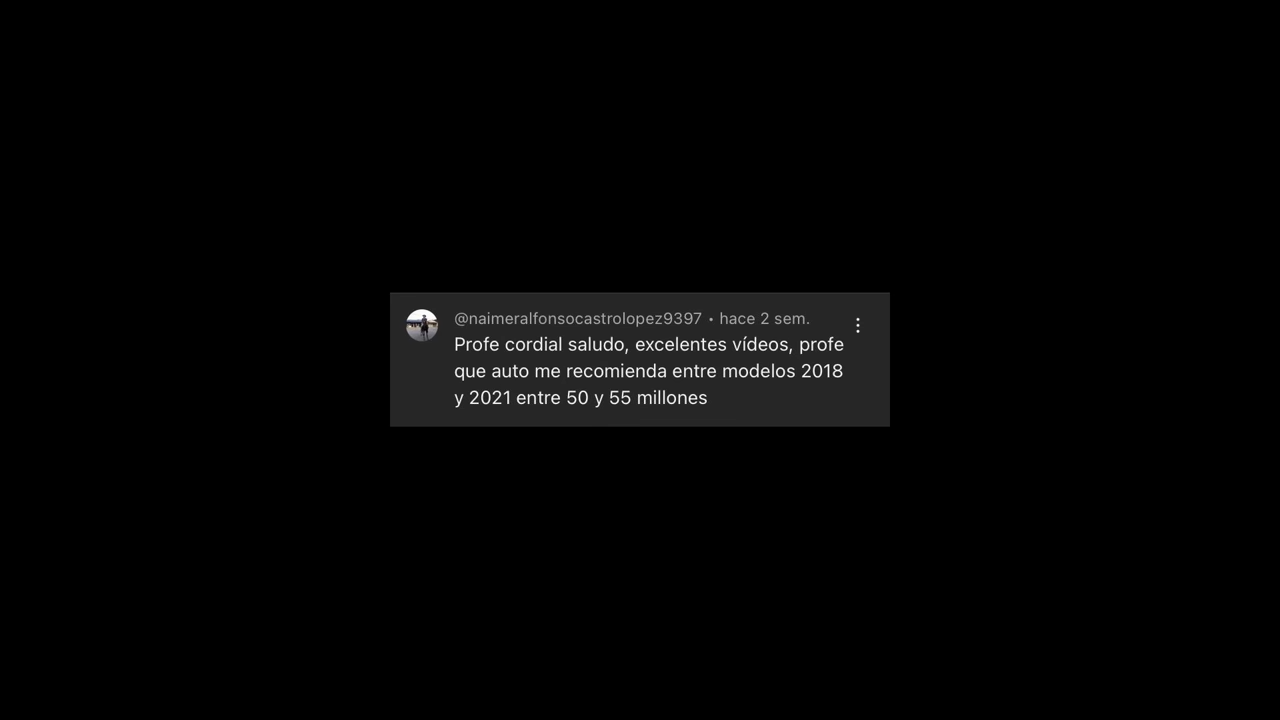 @naimeralfonsocastrolopez9397 • hace 2 sem.
Profe cordial saludo, excelentes vídeos, profe
que auto me recomienda entre modelos 2018
y 2021 entre 50 y 55 millones